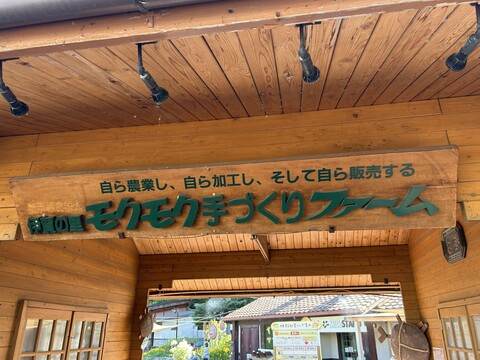 自ら農業し、自ら加工し、そして自ら販売する
伊賀の里 モクモク手づくりファーム